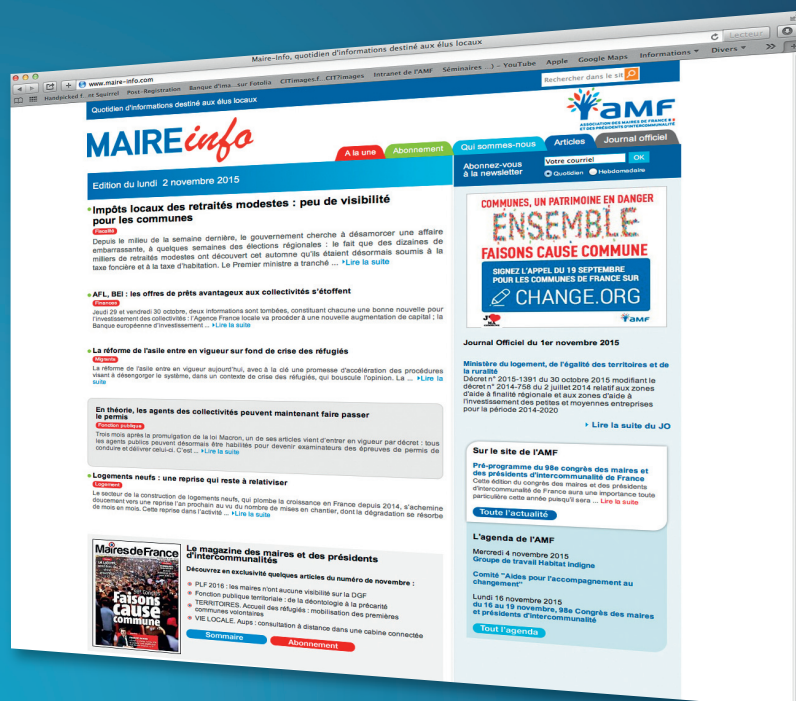 Maire-Info, quotidien d'informations destiné aux élus locaux
www.maire-info.com
Lecteur
Handpicked f...nt Squirrel Post-Registration Banque d'ima...sur Fotolia CITimages.f.. CIT7images Intranet de l'AMF Séminaires ...) - YouTube Apple Google Maps Informations Divers
Quotidien d'informations destiné aux élus locaux
Rechercher dans le sit
MAIREinfo
aMF
ASSOCIATION DES MAIRES DE FRANCE
ET DES PRÉSIDENTS D'INTERCOMMUNALITÉ
A la une
Abonnement
Qui sommes-nous
Articles
Journal officiel
Edition du lundi 2 novembre 2015
Abonnez-vous
à la newsletter
Votre courriel
OK
Quotidien Hebdomadaire
Impôts locaux des retraités modestes : peu de visibilité
pour les communes
Fiscalité
Depuis le milieu de la semaine dernière, le gouvernement cherche à désamorcer une affaire
embarrassante, à quelques semaines des élections régionales : le fait que des dizaines de
milliers de retraités modestes ont découvert cet automne qu'ils étaient désormais soumis à la
taxe foncière et à la taxe d'habitation. Le Premier ministre a tranché ... Lire la suite
AFL, BEI : les offres de prêts avantageux aux collectivités s'étoffent
Finances
Jeudi 29 et vendredi 30 octobre, deux informations sont tombées, constituant chacune une bonne nouvelle pour
l'investissement des collectivités : l'Agence France locale va procéder à une nouvelle augmentation de capital ; la
Banque européenne d'investissement ... Lire la suite
La réforme de l'asile entre en vigueur sur fond de crise des réfugiés
Migrants
La réforme de l'asile entre en vigueur aujourd'hui, avec à la clé une promesse d'accélération des procédures
visant à désengorger le système, dans un contexte de crise des réfugiés, qui bouscule l'opinion. La ... Lire la
suite
En théorie, les agents des collectivités peuvent maintenant faire passer
le permis
Fonction publique
Trois mois après la promulgation de la loi Macron, un de ses articles vient d'entrer en vigueur par décret : tous
les agents publics peuvent désormais être habilités pour devenir examinateurs des épreuves de permis de
conduire et délivrer celui-ci. C'est ... Lire la suite
Logements neufs : une reprise qui reste à relativiser
Logement
Le secteur de la construction de logements neufs, qui plombe la croissance en France depuis 2014, s'achemine
doucement vers une reprise l'an prochain au vu du nombre de mises en chantier, dont la dégradation se résorbe
de mois en mois. Cette reprise dans l'activité ... Lire la suite
MairesdeFrance
Faisons
cause
commune
Le magazine des maires et des présidents
d'intercommunalités
Découvrez en exclusivité quelques articles du numéro de novembre :
PLF 2016 : les maires n'ont aucune visibilité sur la DGF
Fonction publique territoriale : de la déontologie à la précarité
TERRITOIRES. Accueil des réfugiés : mobilisation des premières
communes volontaires
VIE LOCALE. Aups : consultation à distance dans une cabine connectée
Sommaire
Abonnement
COMMUNES, UN PATRIMOINE EN DANGER
ENSEMBLE
FAISONS CAUSE COMMUNE
SIGNEZ L'APPEL DU 19 SEPTEMBRE
POUR LES COMMUNES DE FRANCE SUR
CHANGE.ORG
aMF
Journal Officiel du 1er novembre 2015
Ministère du logement, de l'égalité des territoires et de
la ruralité
Décret n° 2015-1391 du 30 octobre 2015 modifiant le
décret n° 2014-758 du 2 juillet 2014 relatif aux zones
d'aide à finalité régionale et aux zones d'aide à
l'investissement des petites et moyennes entreprises
pour la période 2014-2020
Lire la suite du JO
Sur le site de l'AMF
Pré-programme du 98e congrès des maires et
des présidents d'intercommunalité de France
Cette édition du congrès des maires et des présidents
d'intercommunalité de France aura une importance toute
particulière cette année puisqu'il sera ... Lire la suite
Toute l'actualité
L'agenda de l'AMF
Mercredi 4 novembre 2015
Groupe de travail Habitat Indigne
Comité "Aides pour l'accompagnement au
changement"
Lundi 16 novembre 2015
du 16 au 19 novembre, 98e Congrès des maires
et présidents d'intercommunalité
Tout l'agenda